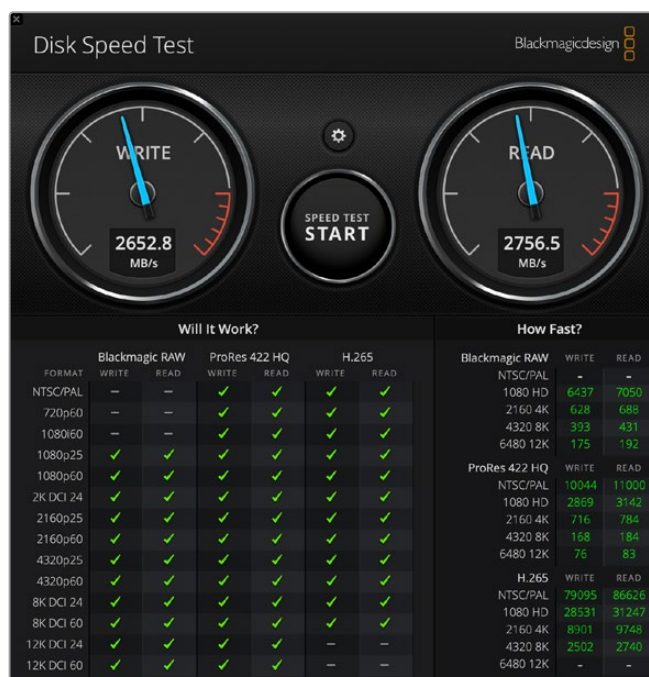 Disk Speed Test
Blackmagicdesign
WRITE
2652.8
MB/s
SPEED TEST
START
READ
2756.5
MB/s
Will It Work?
Blackmagic RAW ProRes 422 HQ H.265
FORMAT WRITE READ WRITE READ WRITE READ
NTSC/PAL – – ✓ ✓ ✓ ✓
720p60 – – ✓ ✓ ✓ ✓
1080i60 – – ✓ ✓ ✓ ✓
1080p25 ✓ ✓ ✓ ✓ ✓ ✓
1080p60 ✓ ✓ ✓ ✓ ✓ ✓
2K DCI 24 ✓ ✓ ✓ ✓ ✓ ✓
2160p25 ✓ ✓ ✓ ✓ ✓ ✓
2160p60 ✓ ✓ ✓ ✓ ✓ ✓
4320p25 ✓ ✓ ✓ ✓ ✓ ✓
4320p60 ✓ ✓ ✓ ✓ ✓ ✓
8K DCI 24 ✓ ✓ ✓ ✓ ✓ ✓
8K DCI 60 ✓ ✓ ✓ ✓ ✓ ✓
12K DCI 24 ✓ ✓ ✓ ✓ – –
12K DCI 60 ✓ ✓ ✓ ✓ – –
How Fast?
Blackmagic RAW WRITE READ
NTSC/PAL - -
1080 HD 6437 7050
2160 4K 628 688
4320 8K 393 431
6480 12K 175 192
ProRes 422 HQ WRITE READ
NTSC/PAL 10044 11000
1080 HD 2869 3142
2160 4K 716 784
4320 8K 168 184
6480 12K 76 83
H.265 WRITE READ
NTSC/PAL 79095 86626
1080 HD 28531 31247
2160 4K 8901 9748
4320 8K 2502 2740
6480 12K - -